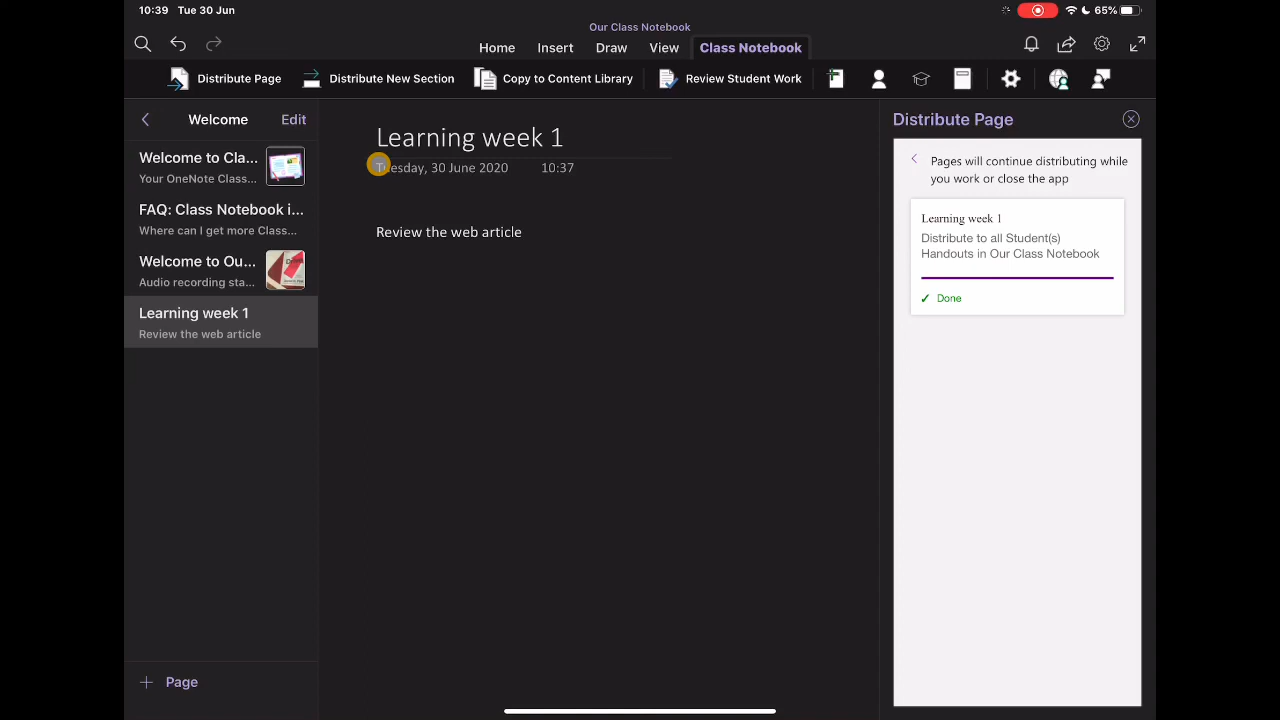 10:39 Tue 30 Jun
65%
Our Class Notebook
Home Insert Draw View Class Notebook
Distribute Page Distribute New Section Copy to Content Library Review Student Work
Welcome Edit
Welcome to Cla...
Your OneNote Class...
FAQ: Class Notebook i...
Where can I get more Class...
Welcome to Ou...
Audio recording sta...
Learning week 1
Review the web article
Page
Learning week 1
Tuesday, 30 June 2020 10:37
Review the web article
Distribute Page
Pages will continue distributing while
you work or close the app
Learning week 1
Distribute to all Student(s)
Handouts in Our Class Notebook
Done